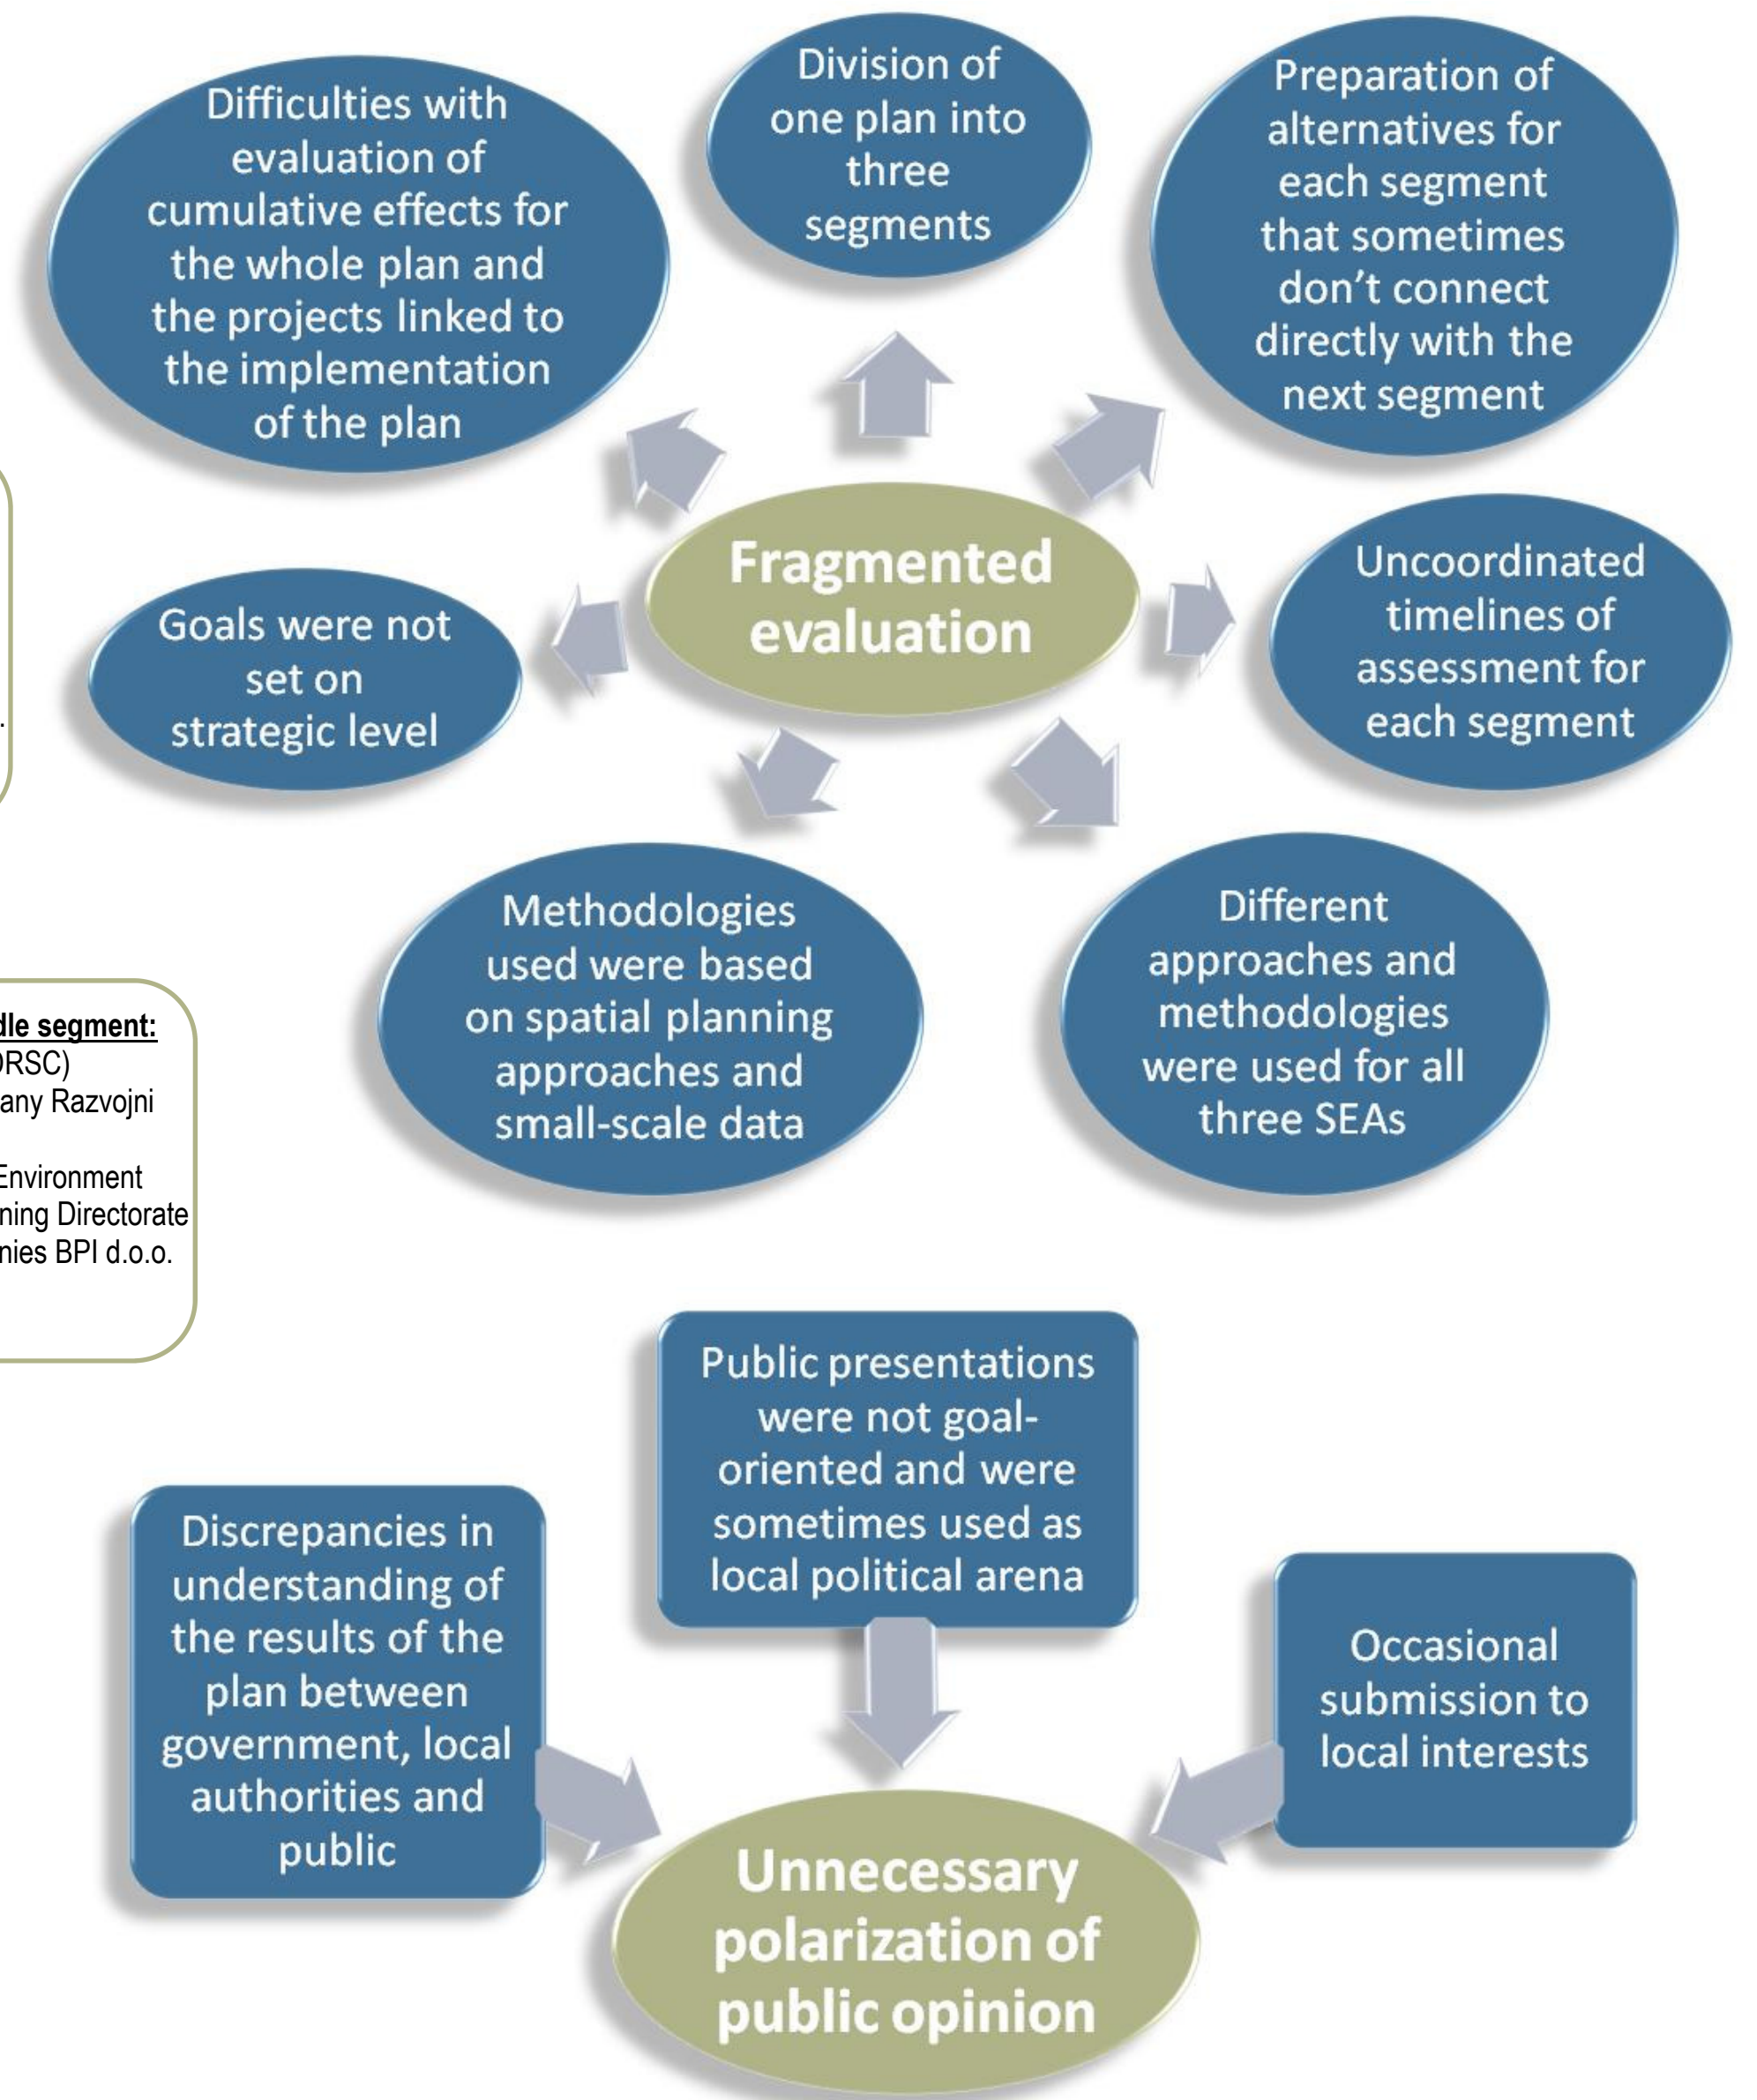 Division of
one plan into
three
segments
Preparation of
alternatives for
each segment
that sometimes
don't connect
directly with the
next segment
Uncoordinated
timelines of
assessment for
each segment
Different
approaches and
methodologies
were used for all
three SEAs
Methodologies
used were based
on spatial planning
approaches and
small-scale data
Goals were not
set on
strategic level
Difficulties with
evaluation of
cumulative effects for
the whole plan and
the projects linked to
the implementation
of the plan
Fragmented
evaluation
.
dle segment:
DRSC)
any Razvojni
Environment
ning Directorate
nies BPI d.o.o.
Public presentations
were not goal-
oriented and were
sometimes used as
local political arena
Discrepancies in
understanding of
the results of the
plan between
government, local
authorities and
public
Occasional
submission to
local interests
Unnecessary
polarization of
public opinion